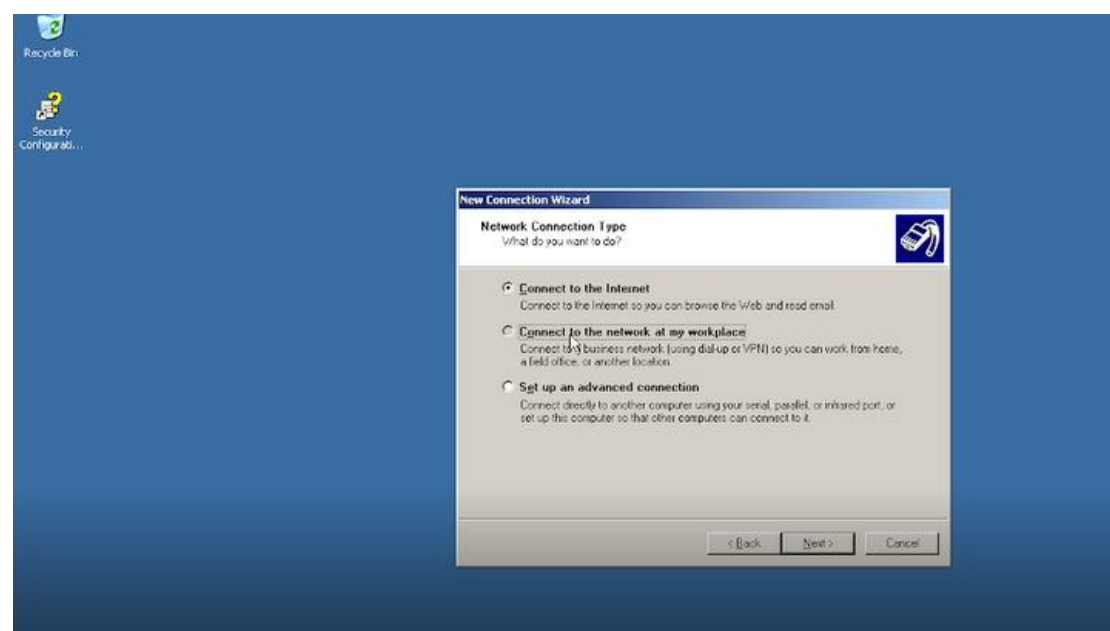 Recycle Bin
Security
Configurati...
New Connection Wizard
Network Connection Type
What do you want to do?
Connect to the Internet
Connect to the Internet so you can browse the Web and read email.
Connect to the network at my workplace
Connect to business network (using dial-up or VPN) so you can work from home,
a field office, or another location.
Set up an advanced connection
Connect directly to another computer using your serial, parallel, or infrared port, or
set up this computer so that other computers can connect to it.
< Back
Next >
Cancel